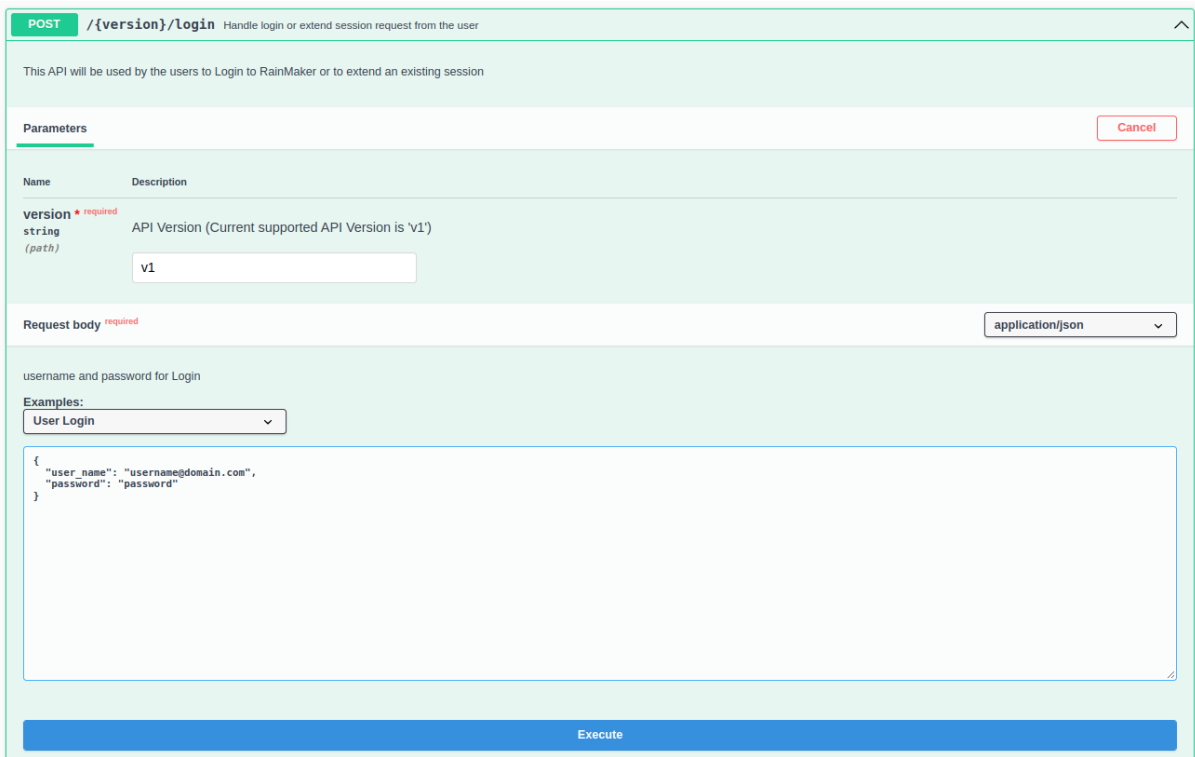 POST /{version}/login Handle login or extend session request from the user
This API will be used by the users to Login to RainMaker or to extend an existing session
Parameters
Cancel
Name Description
version * required
string
(path)
API Version (Current supported API Version is 'v1')
v1
Request body required
application/json
username and password for Login
Examples:
User Login
{
  "user_name": "username@domain.com",
  "password": "password"
}
Execute